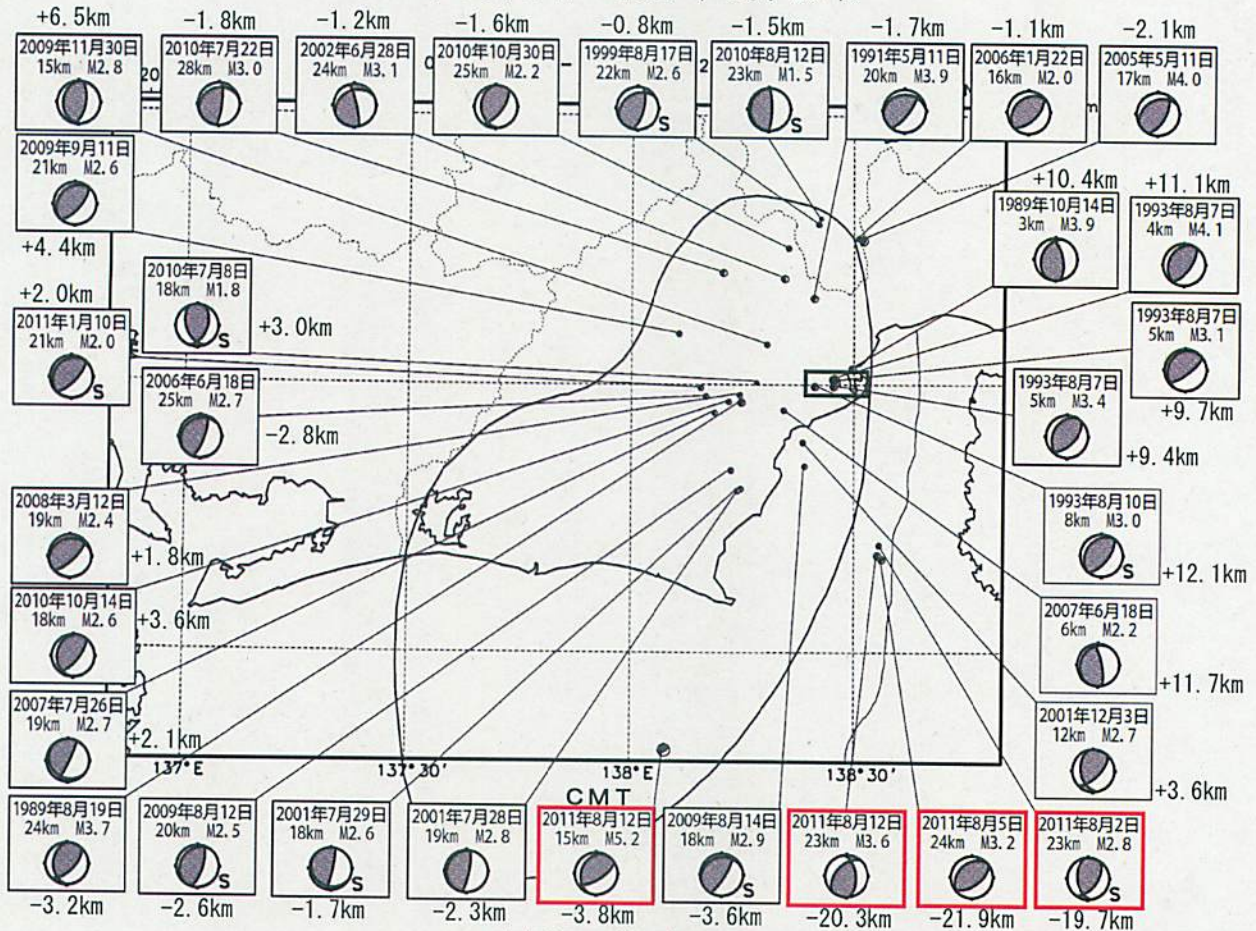 +6.5km
-1.8km
-1.2km
-1.6km
-0.8km
-1.5km
-1.7km
-1.1km
-2.1km
2009年11月30日
15km M2.8
2010年7月22日
28km M3.0
2002年6月28日
24km M3.1
2010年10月30日
25km M2.2
1999年8月17日
22km M2.6
S
2010年8月12日
23km M1.5
S
1991年5月11日
20km M3.9
2006年1月22日
16km M2.0
2005年5月11日
17km M4.0
2009年9月11日
21km M2.6
+4.4km
+10.4km
1989年10月14日
3km M3.9
+11.1km
1993年8月7日
4km M4.1
2010年7月8日
18km M1.8
S
+3.0km
+2.0km
2011年1月10日
21km M2.0
S
1993年8月7日
5km M3.1
+9.7km
2006年6月18日
25km M2.7
-2.8km
1993年8月7日
5km M3.4
+9.4km
2008年3月12日
19km M2.4
+1.8km
1993年8月10日
8km M3.0
S
+12.1km
2010年10月14日
18km M2.6
+3.6km
2007年6月18日
6km M2.2
+11.7km
2007年7月26日
19km M2.7
+2.1km
2001年12月3日
12km M2.7
+3.6km
137°E
137°30'
138°E
138°30'
CMT
1989年8月19日
24km M3.7
-3.2km
2009年8月12日
20km M2.5
S
-2.6km
2001年7月29日
18km M2.6
S
-1.7km
2001年7月28日
19km M2.8
-2.3km
2011年8月12日
15km M5.2
-3.8km
2009年8月14日
18km M2.9
S
-3.6km
2011年8月12日
23km M3.6
-20.3km
2011年8月5日
24km M3.2
-21.9km
2011年8月2日
23km M2.8
S
-19.7km